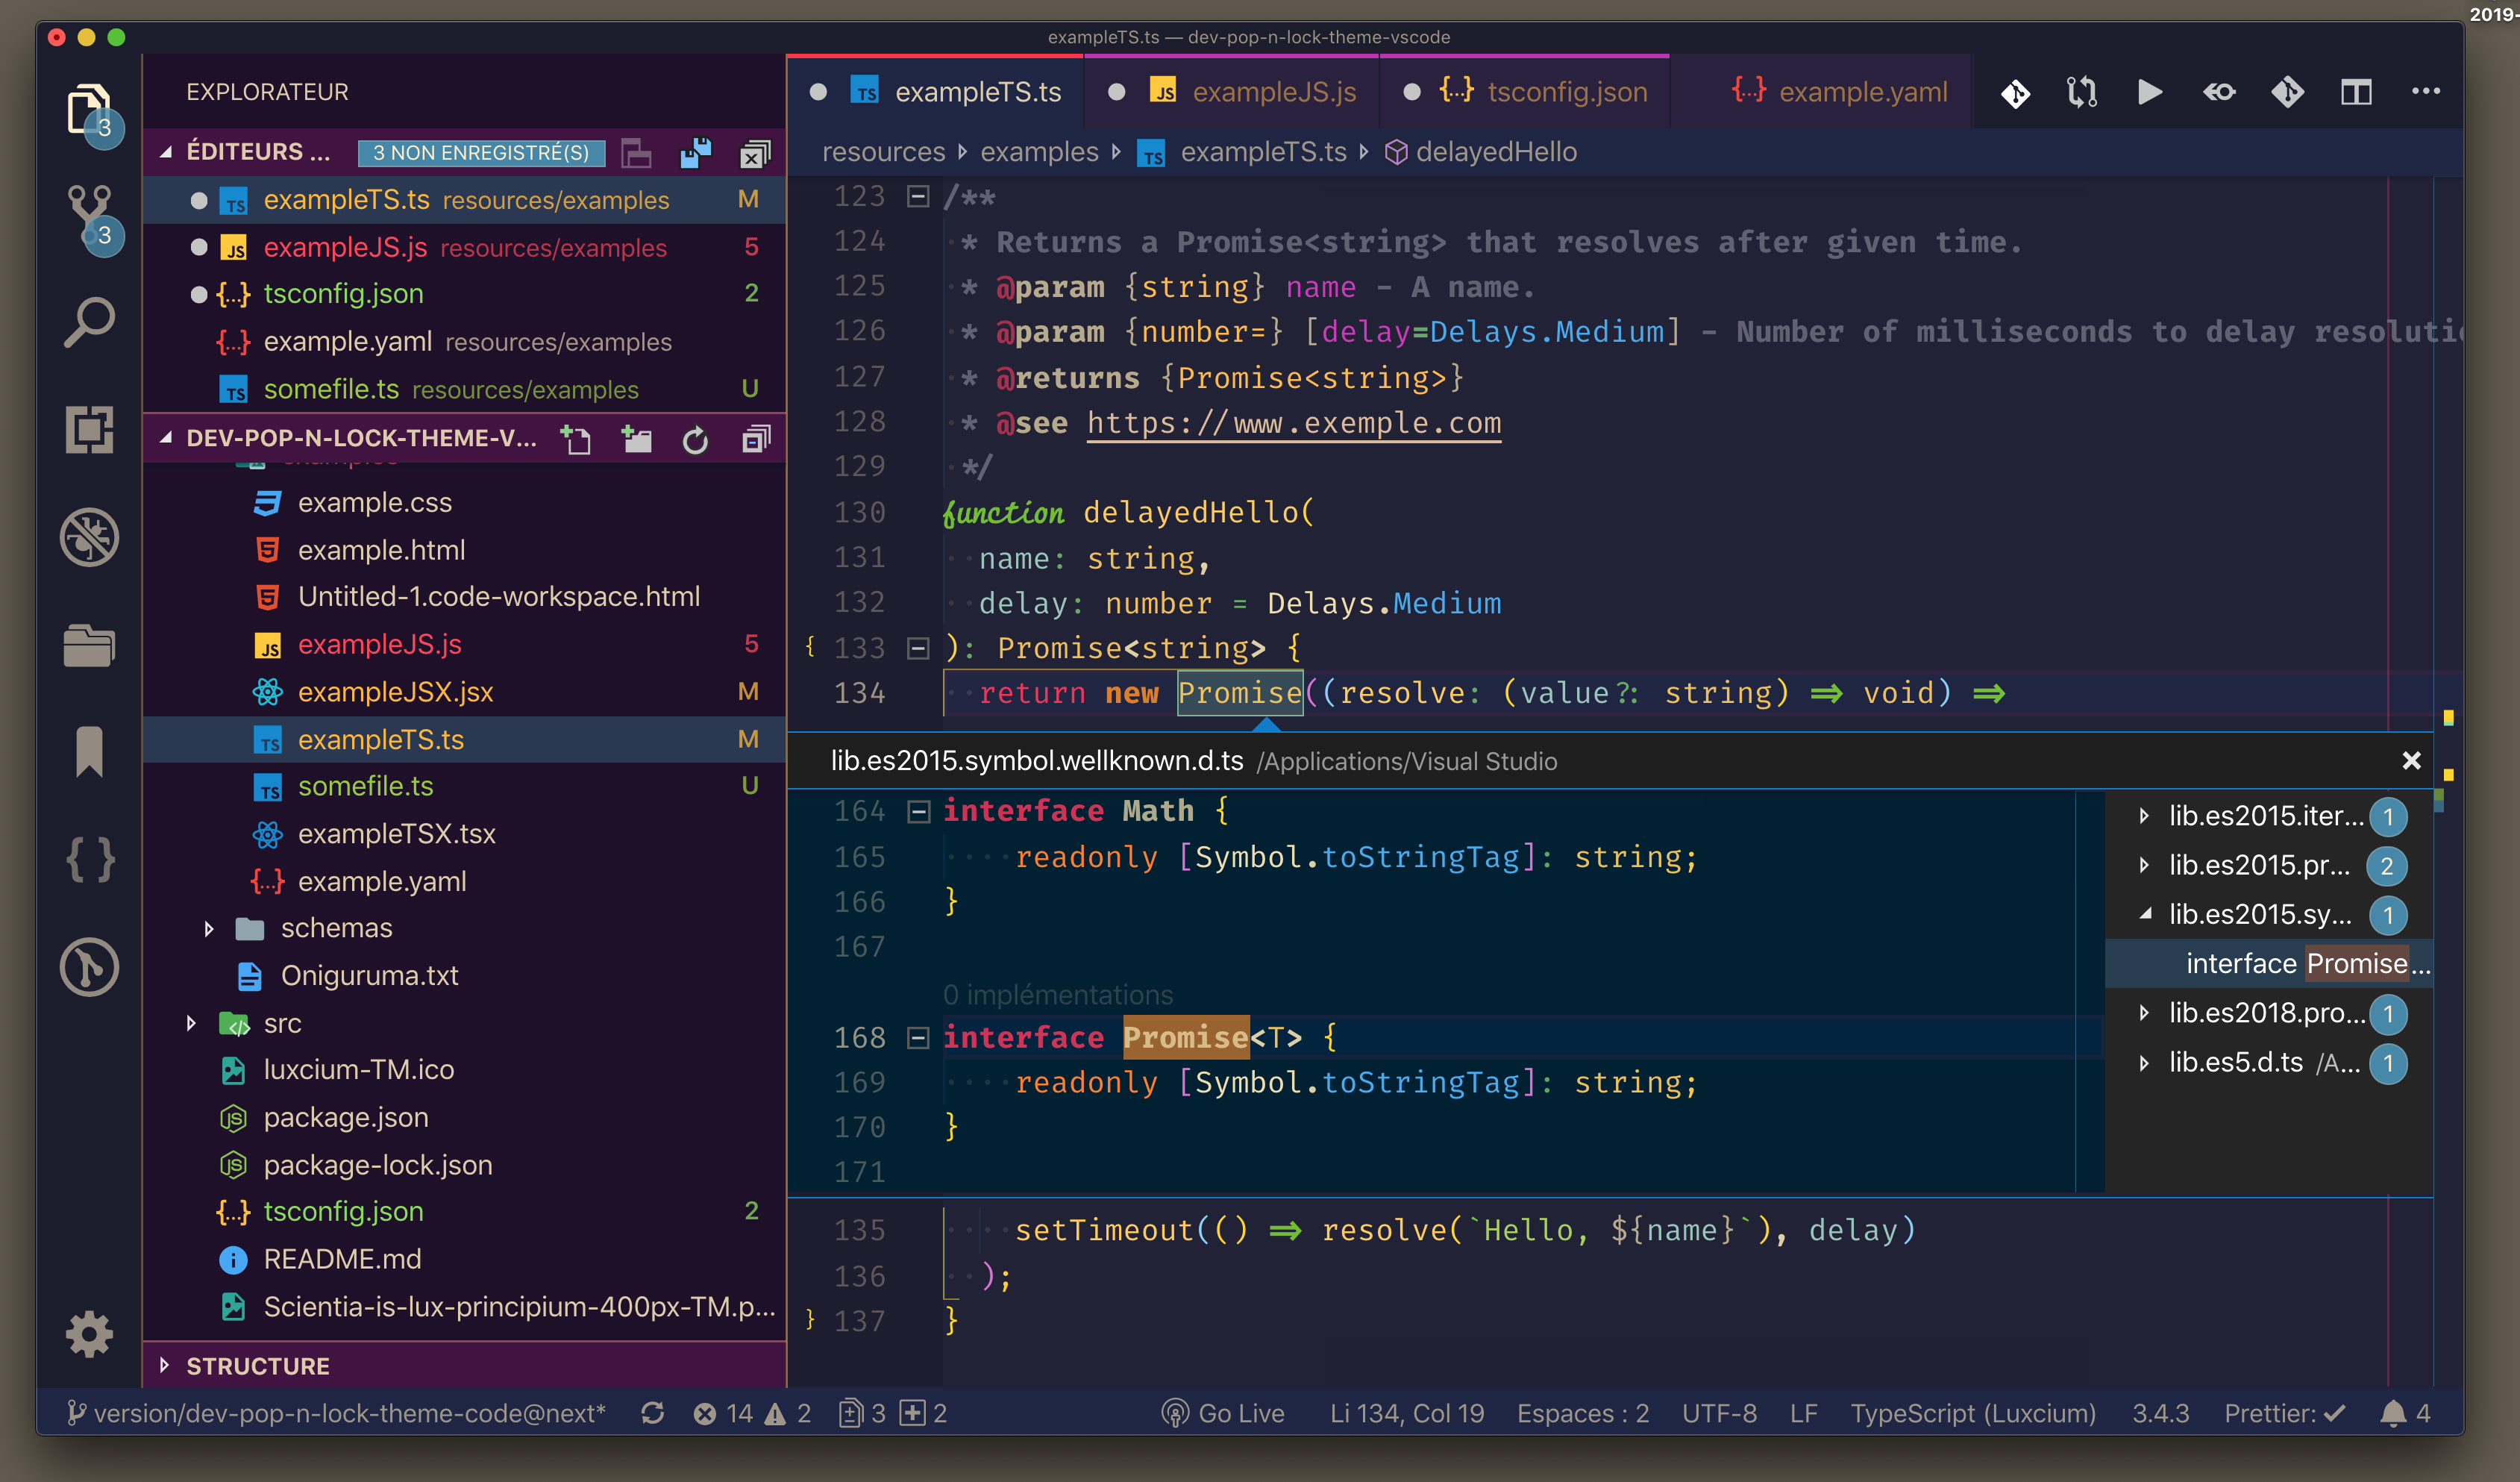 2019-
exampleTS.ts — dev-pop-n-lock-theme-vscode
EXPLORATEUR
3
ÉDITEURS ... 3 NON ENREGISTRÉ(S)
exampleTS.ts resources/examples M
3
exampleJS.js resources/examples 5
tsconfig.json 2
example.yaml resources/examples
somefile.ts resources/examples U
DEV-POP-N-LOCK-THEME-V...
examples
example.css
example.html
Untitled-1.code-workspace.html
exampleJS.js 5
exampleJSX.jsx M
exampleTS.ts M
somefile.ts U
exampleTSX.tsx
example.yaml
schemas
Oniguruma.txt
src
luxcium-TM.ico
package.json
package-lock.json
tsconfig.json 2
README.md
Scientia-is-lux-principium-400px-TM.p...
STRUCTURE
exampleTS.ts exampleJS.js tsconfig.json example.yaml
resources examples exampleTS.ts delayedHello
123 /**
124 * Returns a Promise<string> that resolves after given time.
125 * @param {string} name - A name.
126 * @param {number=} [delay=Delays.Medium] - Number of milliseconds to delay resoluti
127 * @returns {Promise<string>}
128 * @see https://www.exemple.com
129 */
130 function delayedHello(
131 name: string,
132 delay: number = Delays.Medium
{ 133 ): Promise<string> {
134 return new Promise((resolve: (value?: string) => void) =>
lib.es2015.symbol.wellknown.d.ts /Applications/Visual Studio
164 interface Math {
165 readonly [Symbol.toStringTag]: string;
166 }
167
0 implémentations
168 interface Promise<T> {
169 readonly [Symbol.toStringTag]: string;
170 }
171
lib.es2015.iter... 1
lib.es2015.pr... 2
lib.es2015.sy... 1
interface Promise...
lib.es2018.pro... 1
lib.es5.d.ts /A... 1
135 setTimeout(() => resolve(`Hello, ${name}`), delay)
136 );
} 137 }
version/dev-pop-n-lock-theme-code@next* 14 2 3 2 Go Live Li 134, Col 19 Espaces : 2 UTF-8 LF TypeScript (Luxcium) 3.4.3 Prettier: ✓ 4